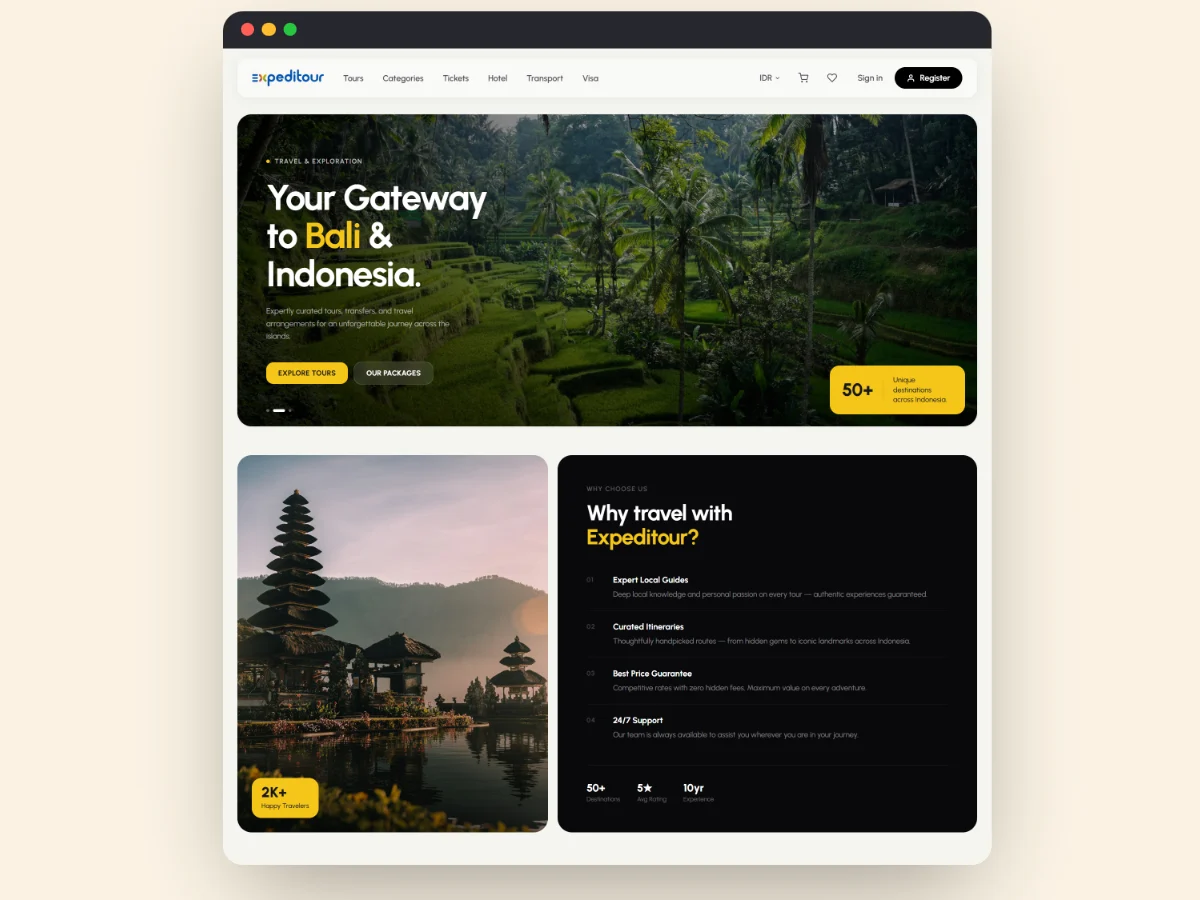 Expeditour
Tours
Categories
Tickets
Hotel
Transport
Visa
IDR
Sign in
Register
TRAVEL & EXPLORATION
Your Gateway
to Bali &
Indonesia.
Expertly curated tours, transfers, and travel
arrangements for an unforgettable journey across the
islands.
EXPLORE TOURS
OUR PACKAGES
50+
Unique
destinations
across Indonesia.
2K+
Happy Travelers
WHY CHOOSE US
Why travel with
Expeditour?
01
Expert Local Guides
Deep local knowledge and personal passion on every tour — authentic experiences guaranteed.
02
Curated Itineraries
Thoughtfully handpicked routes — from hidden gems to iconic landmarks across Indonesia.
03
Best Price Guarantee
Competitive rates with zero hidden fees. Maximum value on every adventure.
04
24/7 Support
Our team is always available to assist you wherever you are in your journey.
50+
Destinations
5★
Avg Rating
10yr
Experience